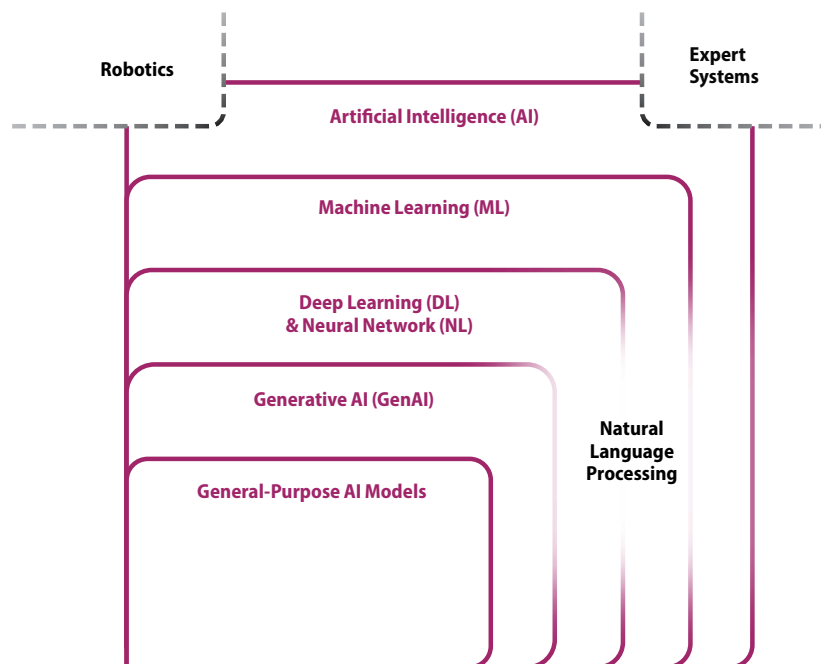 Robotics
Expert
Systems
Artificial Intelligence (AI)
Machine Learning (ML)
Deep Learning (DL)
& Neural Network (NL)
Generative AI (GenAI)
Natural
Language
Processing
General-Purpose AI Models